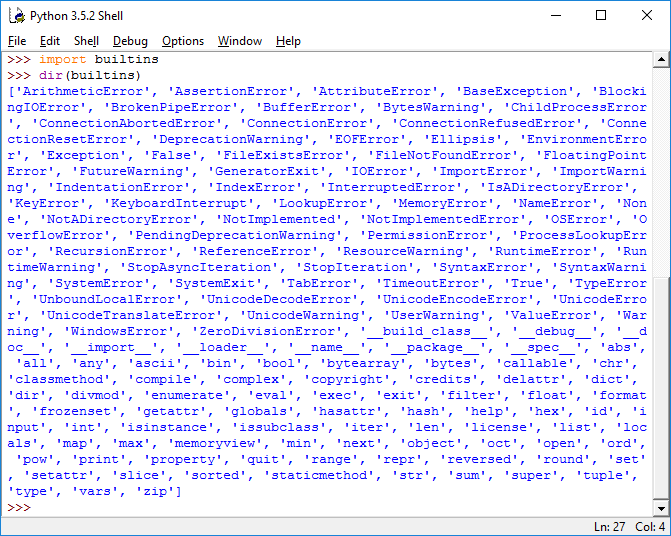 Python 3.5.2 Shell
File Edit Shell Debug Options Window Help
>>> import builtins
>>> dir(builtins)
['ArithmeticError', 'AssertionError', 'AttributeError', 'BaseException', 'Blocki
ngIOError', 'BrokenPipeError', 'BufferError', 'BytesWarning', 'ChildProcessError
', 'ConnectionAbortedError', 'ConnectionError', 'ConnectionRefusedError', 'Conne
ctionResetError', 'DeprecationWarning', 'EOFError', 'Ellipsis', 'EnvironmentErro
r', 'Exception', 'False', 'FileExistsError', 'FileNotFoundError', 'FloatingPoint
Error', 'FutureWarning', 'GeneratorExit', 'IOError', 'ImportError', 'ImportWarni
ng', 'IndentationError', 'IndexError', 'InterruptedError', 'IsADirectoryError',
'KeyError', 'KeyboardInterrupt', 'LookupError', 'MemoryError', 'NameError', 'Non
e', 'NotADirectoryError', 'NotImplemented', 'NotImplementedError', 'OSError', 'O
verflowError', 'PendingDeprecationWarning', 'PermissionError', 'ProcessLookupErr
or', 'RecursionError', 'ReferenceError', 'ResourceWarning', 'RuntimeError', 'Run
timeWarning', 'StopAsyncIteration', 'StopIteration', 'SyntaxError', 'SyntaxWarni
ng', 'SystemError', 'SystemExit', 'TabError', 'TimeoutError', 'True', 'TypeError
', 'UnboundLocalError', 'UnicodeDecodeError', 'UnicodeEncodeError', 'UnicodeErro
r', 'UnicodeTranslateError', 'UnicodeWarning', 'UserWarning', 'ValueError', 'War
ning', 'WindowsError', 'ZeroDivisionError', '__build_class__', '__debug__', '__d
oc__', '__import__', '__loader__', '__name__', '__package__', '__spec__', 'abs',
'all', 'any', 'ascii', 'bin', 'bool', 'bytearray', 'bytes', 'callable', 'chr',
'classmethod', 'compile', 'complex', 'copyright', 'credits', 'delattr', 'dict',
'dir', 'divmod', 'enumerate', 'eval', 'exec', 'exit', 'filter', 'float', 'format
', 'frozenset', 'getattr', 'globals', 'hasattr', 'hash', 'help', 'hex', 'id', 'i
nput', 'int', 'isinstance', 'issubclass', 'iter', 'len', 'license', 'list', 'loc
als', 'map', 'max', 'memoryview', 'min', 'next', 'object', 'oct', 'open', 'ord',
'pow', 'print', 'property', 'quit', 'range', 'repr', 'reversed', 'round', 'set'
, 'setattr', 'slice', 'sorted', 'staticmethod', 'str', 'sum', 'super', 'tuple',
'type', 'vars', 'zip']
>>>
Ln: 27 Col: 4